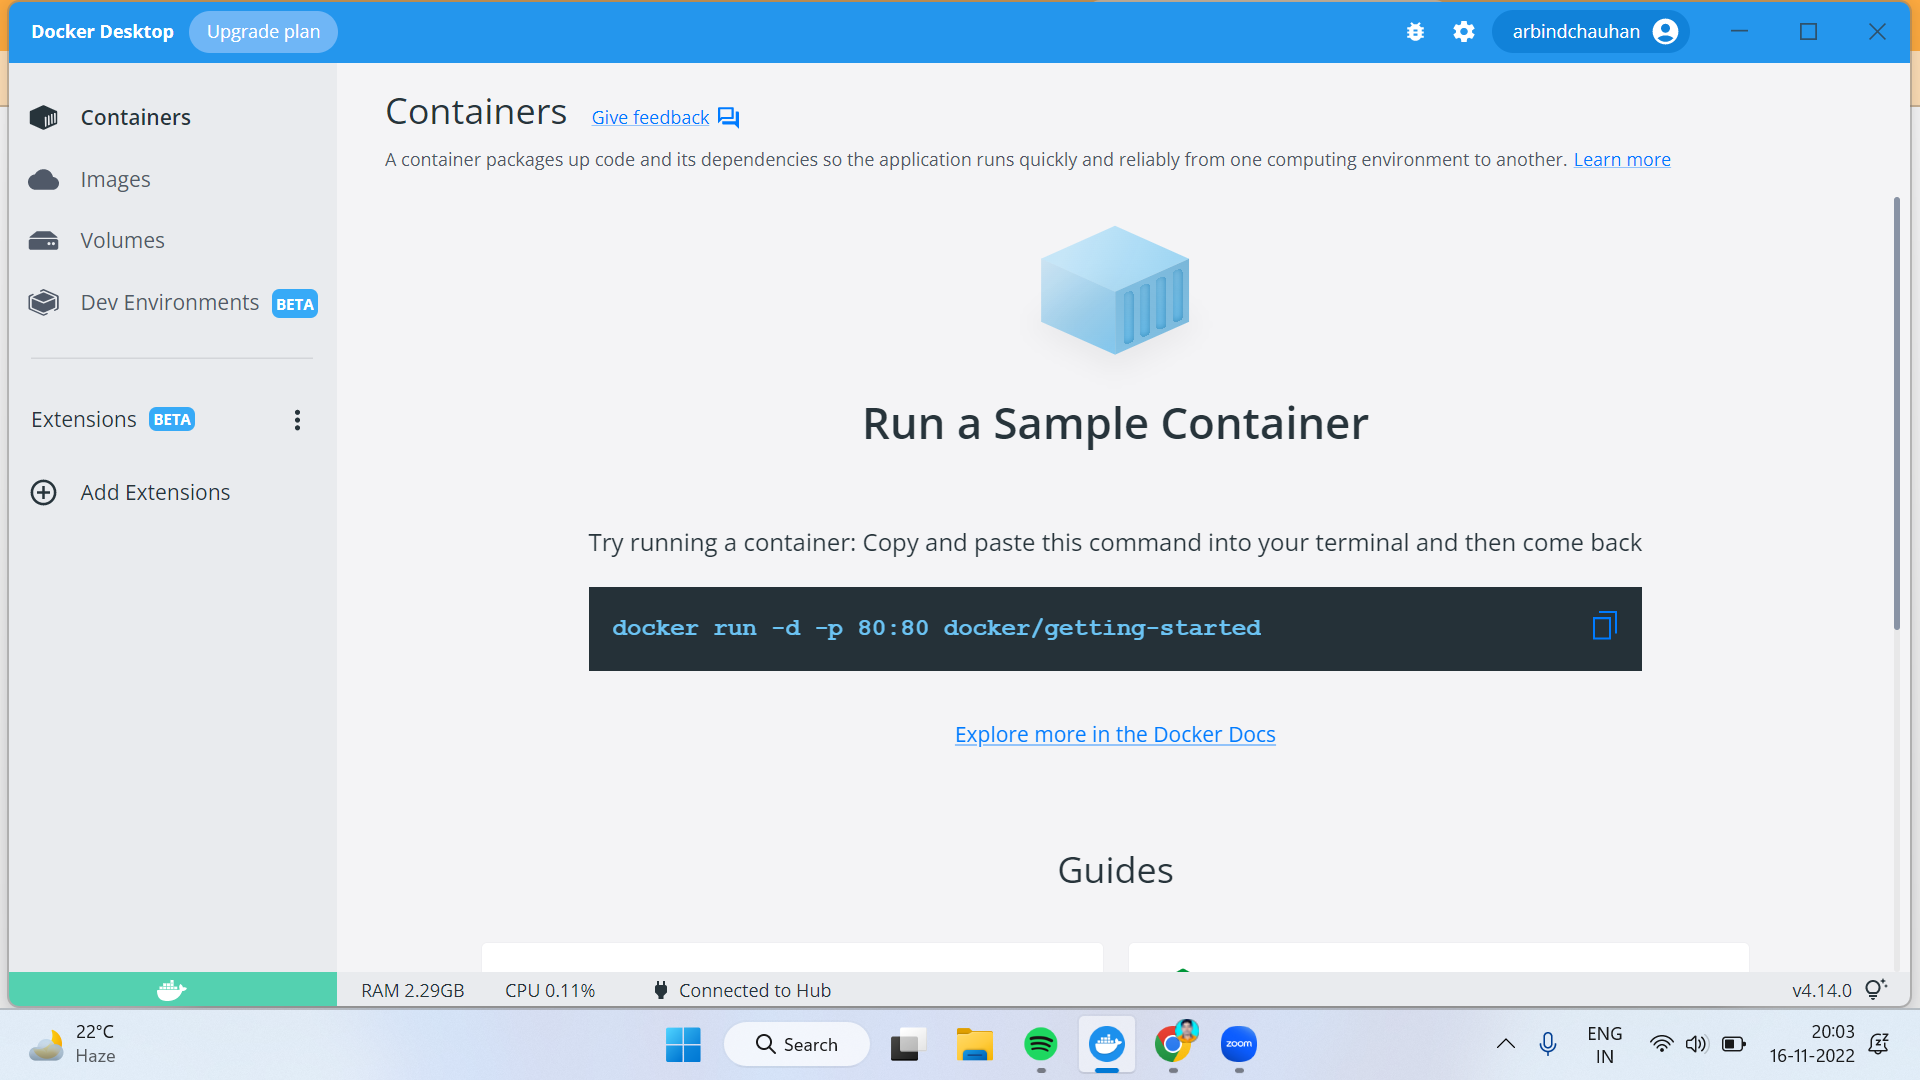 Docker Desktop Upgrade plan arbindchauhan
Containers
Images
Volumes
Dev Environments BETA
Extensions BETA
Add Extensions
Containers Give feedback
A container packages up code and its dependencies so the application runs quickly and reliably from one computing environment to another. Learn more
Run a Sample Container
Try running a container: Copy and paste this command into your terminal and then come back
docker run -d -p 80:80 docker/getting-started
Explore more in the Docker Docs
Guides
RAM 2.29GB CPU 0.11% Connected to Hub v4.14.0
22°C
Haze
Search
zoom
ENG
IN
20:03
16-11-2022